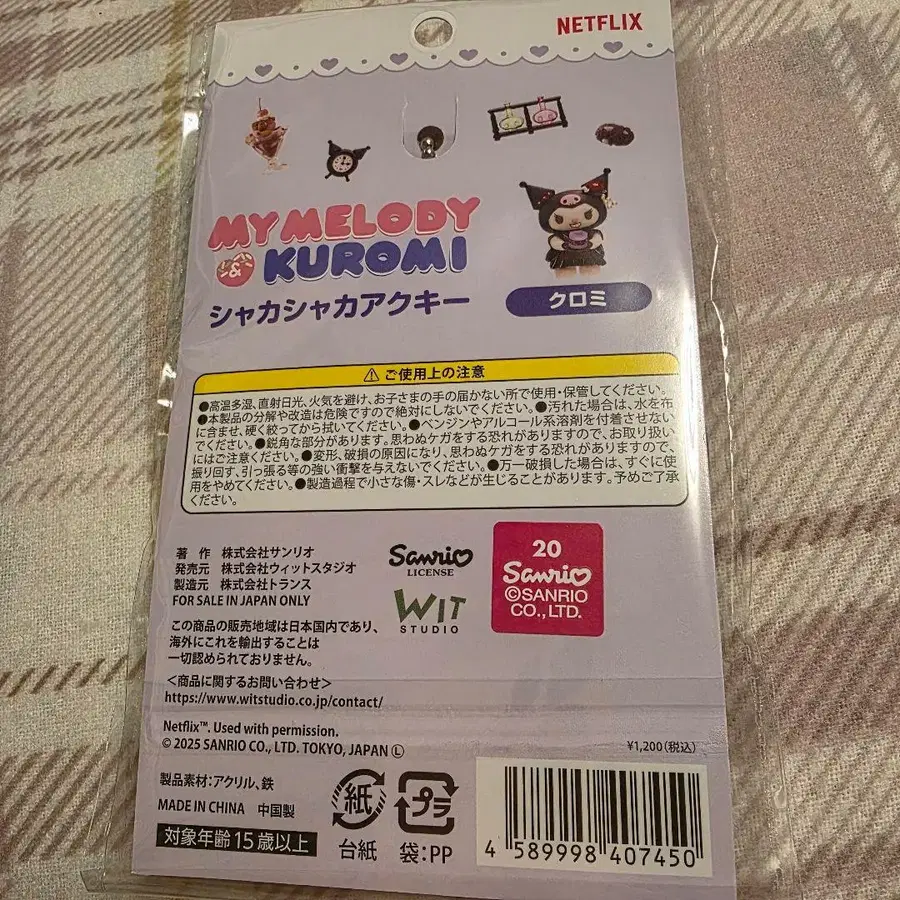 NETFLIX
MY MELODY
& KUROMI
シャカシャカアクキー
クロミ
⚠ご使用上の注意
●高温多湿、直射日光、火気を避け、お子さまの手の届かない所で使用・保管してください。
●本製品の分解や改造は危険ですので絶対にしないでください。●汚れた場合は、水を布
に含ませ、硬く絞ってから拭いてください。●ベンジンやアルコール系溶剤を付着させない
でください。●鋭角な部分があります。思わぬケガをする恐れがありますので、お取り扱い
にはご注意ください。●変形、破損の原因になり、思わぬケガをする恐れがありますので、
振り回す、引っ張る等の強い衝撃を与えないでください。●万一破損した場合は、すぐに使
用をやめてください。●製造過程で小さな傷・スレなどが生じることがあります。予めご了承
ください。
著 作 株式会社サンリオ
発売元 株式会社ウィットスタジオ
製造元 株式会社トランス
FOR SALE IN JAPAN ONLY
この商品の販売地域は日本国内であり、
海外にこれを輸出することは
一切認められておりません。
<商品に関するお問い合わせ>
https://www.witstudio.co.jp/contact/
Sanrio
LICENSE
WIT
STUDIO
20
Sanrio
©SANRIO
CO., LTD.
Netflix™. Used with permission.
© 2025 SANRIO CO., LTD. TOKYO, JAPAN Ⓛ
¥1,200(税込)
製品素材:アクリル、鉄
MADE IN CHINA 中国製
対象年齢15歳以上
紙
台紙
プラ
袋:PP
4 589998 407450